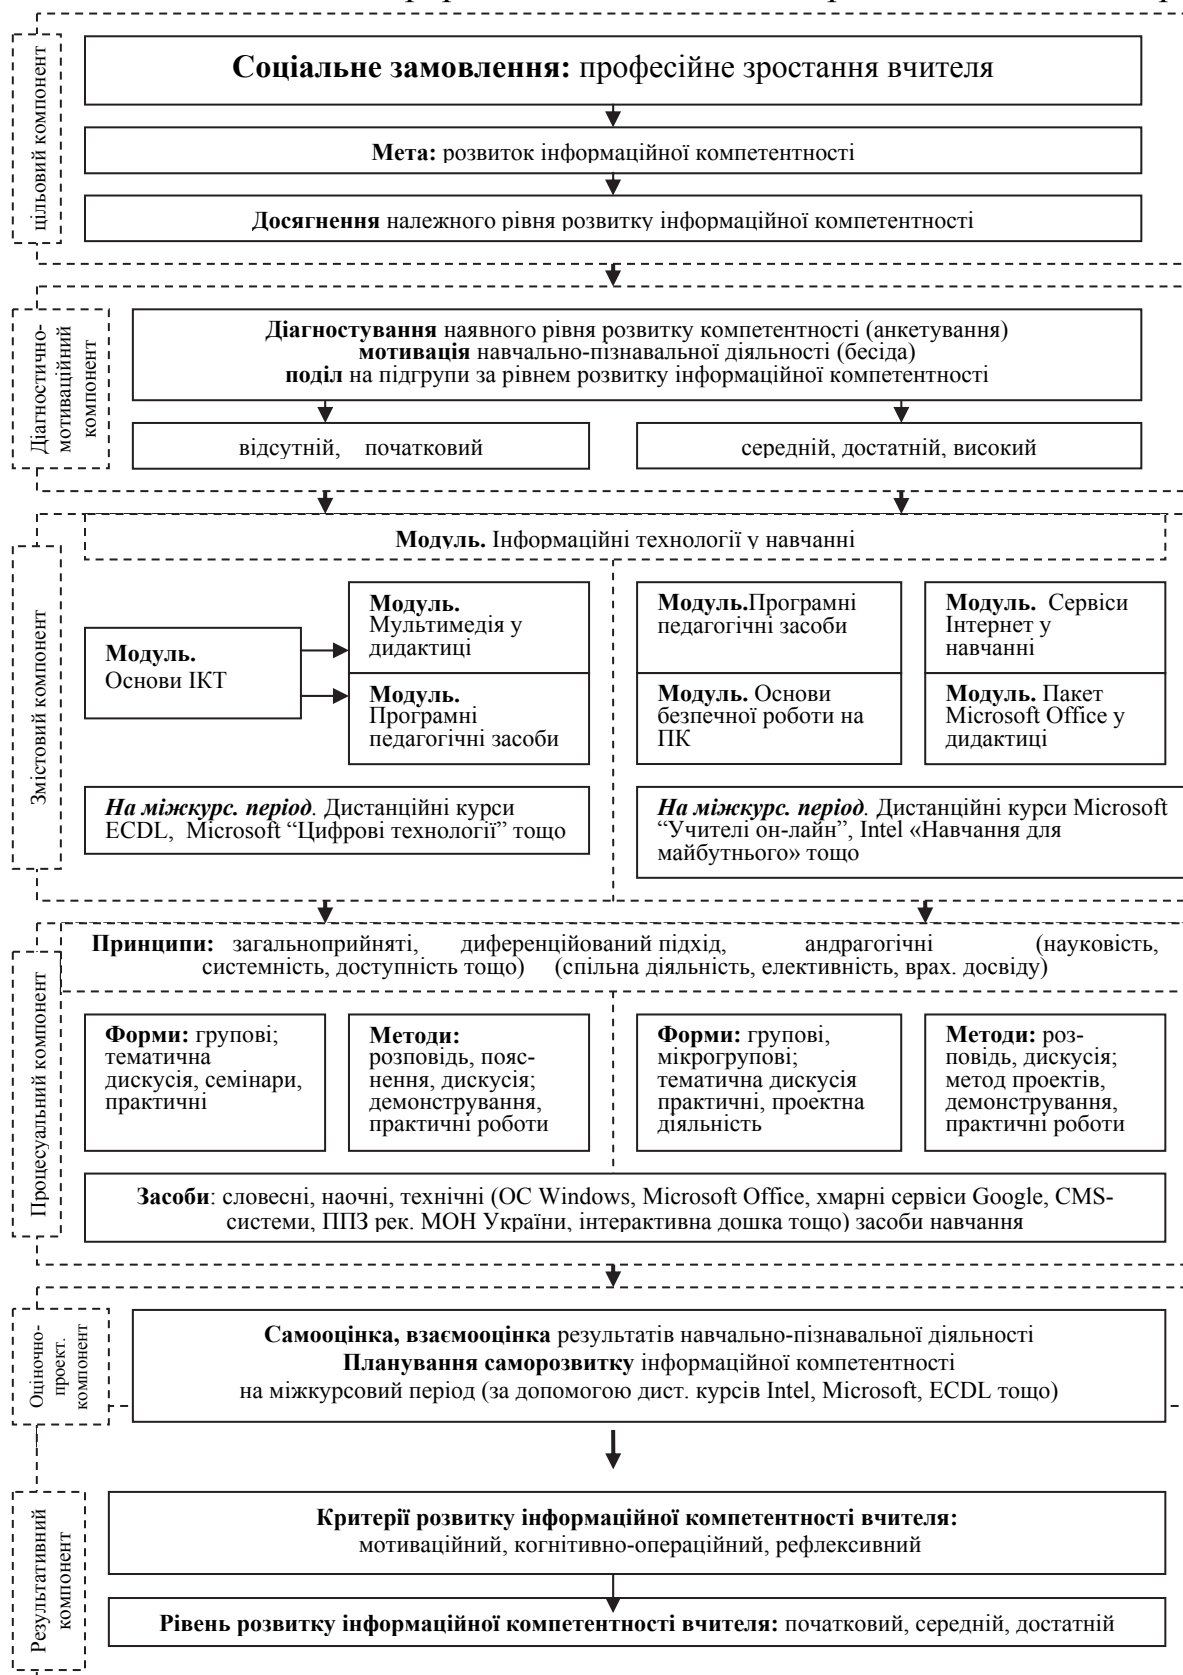 цільовий компонент
Соціальне замовлення: професійне зростання вчителя
Мета: розвиток інформаційної компетентності
Досягнення належного рівня розвитку інформаційної компетентності
Діагностично-
мотиваційний
компонент
Діагностування наявного рівня розвитку компетентності (анкетування)
мотивація навчально-пізнавальної діяльності (бесіда)
поділ на підгрупи за рівнем розвитку інформаційної компетентності
відсутній, початковий
середній, достатній, високий
Змістовий компонент
Модуль. Інформаційні технології у навчанні
Модуль.
Основи ІКТ
Модуль.
Мультимедія у
дидактиці
Модуль.
Програмні
педагогічні засоби
Модуль.Програмні
педагогічні засоби
Модуль. Основи
безпечної роботи на
ПК
Модуль. Сервіси
Інтернет у
навчанні
Модуль. Пакет
Microsoft Office у
дидактиці
На міжкурс. період. Дистанційні курси
ECDL, Microsoft “Цифрові технології” тощо
На міжкурс. період. Дистанційні курси Microsoft
“Учителі он-лайн”, Intel «Навчання для
майбутнього» тощо
Процесуальний компонент
Принципи: загальноприйняті, диференційований підхід, андрагогічні (науковість,
системність, доступність тощо) (спільна діяльність, елективність, врах. досвіду)
Форми: групові;
тематична
дискусія, семінари,
практичні
Методи:
розповідь, пояс-
нення, дискусія;
демонстрування,
практичні роботи
Форми: групові,
мікрогрупові;
тематична дискусія
практичні, проектна
діяльність
Методи: роз-
повідь, дискусія;
метод проектів,
демонстрування,
практичні роботи
Засоби: словесні, наочні, технічні (ОС Windows, Microsoft Office, хмарні сервіси Google, CMS-
системи, ППЗ рек. МОН України, інтерактивна дошка тощо) засоби навчання
Оціночно-
проект.
компонент
Самооцінка, взаємооцінка результатів навчально-пізнавальної діяльності
Планування саморозвитку інформаційної компетентності
на міжкурсовий період (за допомогою дист. курсів Intel, Microsoft, ECDL тощо)
Результативний
компонент
Критерії розвитку інформаційної компетентності вчителя:
мотиваційний, когнітивно-операційний, рефлексивний
Рівень розвитку інформаційної компетентності вчителя: початковий, середній, достатній